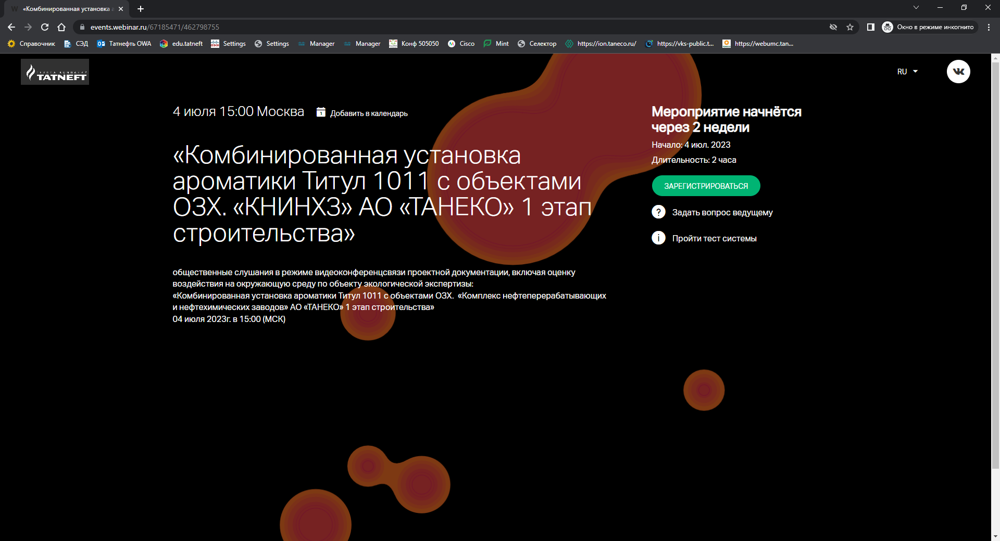 «Комбинированная установка а
events.webinar.ru/67185471/462798755
Окно в режиме инкогнито
Справочник
СЭД
Татнефть OWA
edu.tatneft
Settings
Settings
Manager
Manager
Конф 505050
Cisco
Mint
Селектор
https://ion.taneco.ru/
https://vks-public.t...
https://webumc.tan...
ГРУППА КОМПАНИЙ
TATNEFT
RU
4 июля 15:00 Москва
Добавить в календарь
«Комбинированная установка
ароматики Титул 1011 с объектами
ОЗХ. «КНИНХЗ» АО «ТАНЕКО» 1 этап
строительства»
общественные слушания в режиме видеоконференцсвязи проектной документации, включая оценку
воздействия на окружающую среду по объекту экологической экспертизы:
«Комбинированная установка ароматики Титул 1011 с объектами ОЗХ.  «Комплекс нефтеперерабатывающих
и нефтехимических заводов» АО «ТАНЕКО» 1 этап строительства»
04 июля 2023г. в 15:00 (МСК)
Мероприятие начнётся
через 2 недели
Начало: 4 июл. 2023
Длительность: 2 часа
ЗАРЕГИСТРИРОВАТЬСЯ
Задать вопрос ведущему
Пройти тест системы